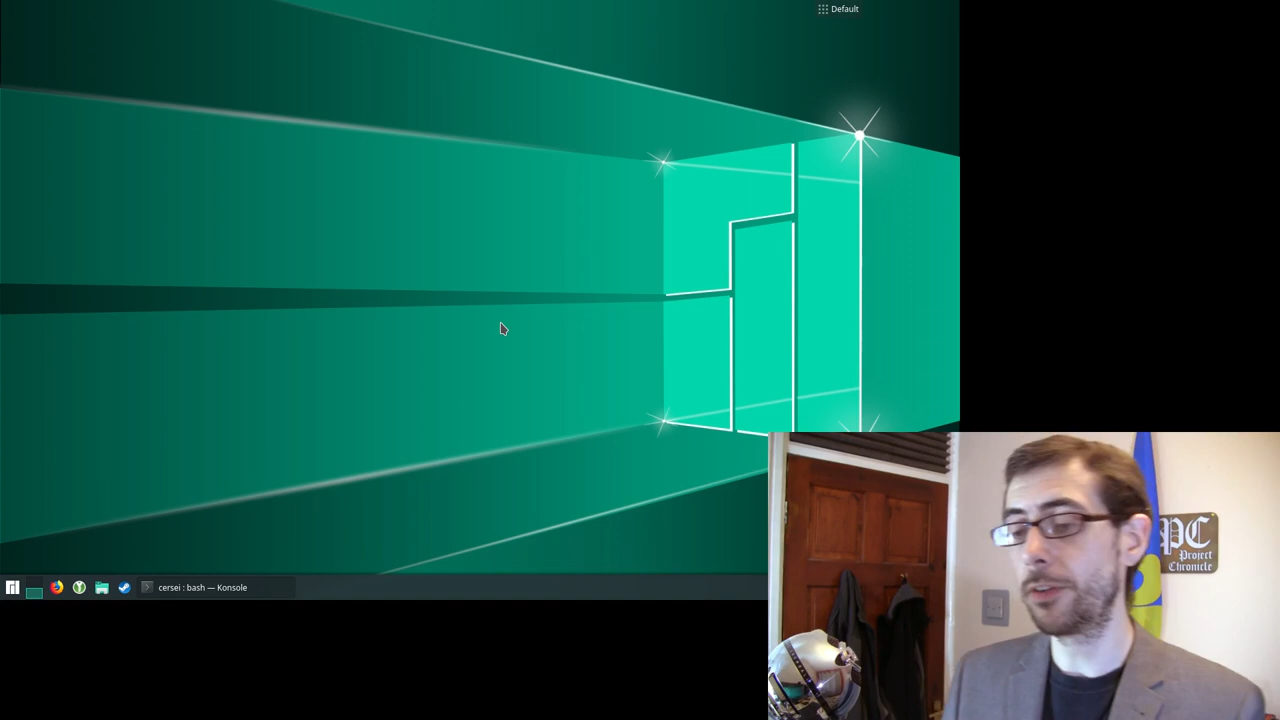 Default
cersei : bash — Konsole
PC
Project
Chronicle